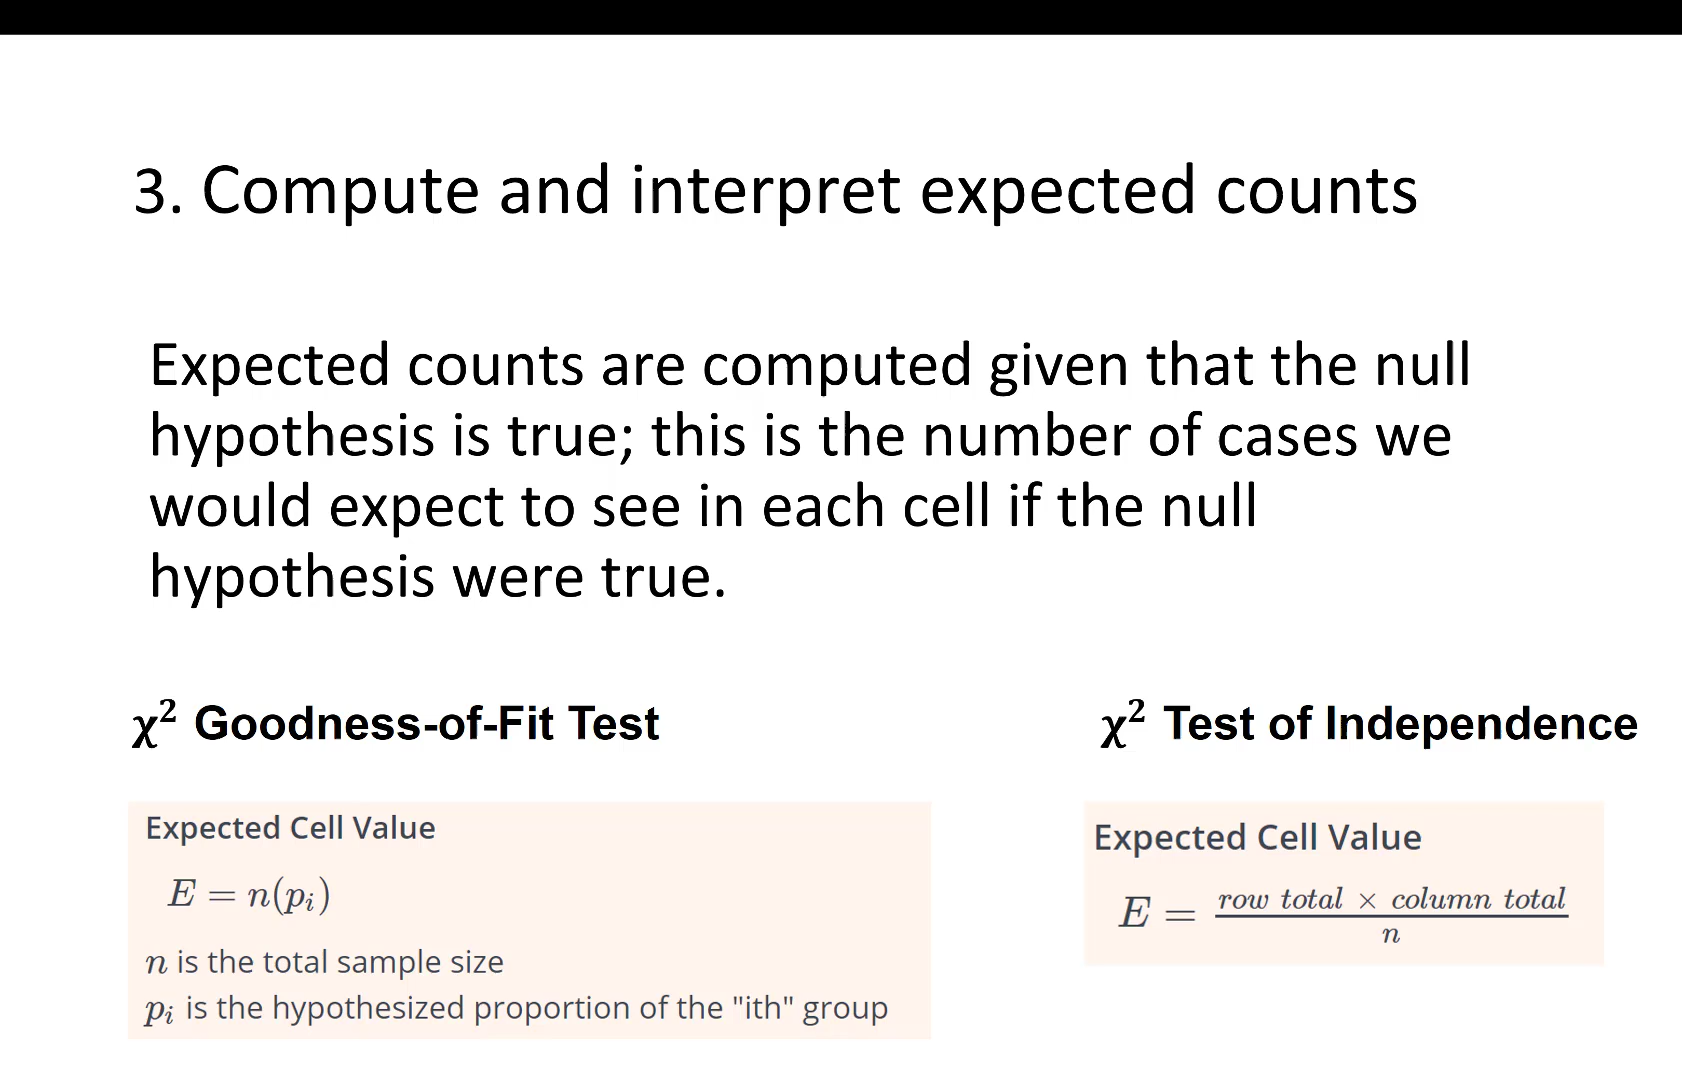 3. Compute and interpret expected counts
Expected counts are computed given that the null
hypothesis is true; this is the number of cases we
would expect to see in each cell if the null
hypothesis were true.
χ² Goodness-of-Fit Test
Expected Cell Value
E = n(pᵢ)
n is the total sample size
pᵢ is the hypothesized proportion of the "ith" group
χ² Test of Independence
Expected Cell Value
E = row total × column total
n